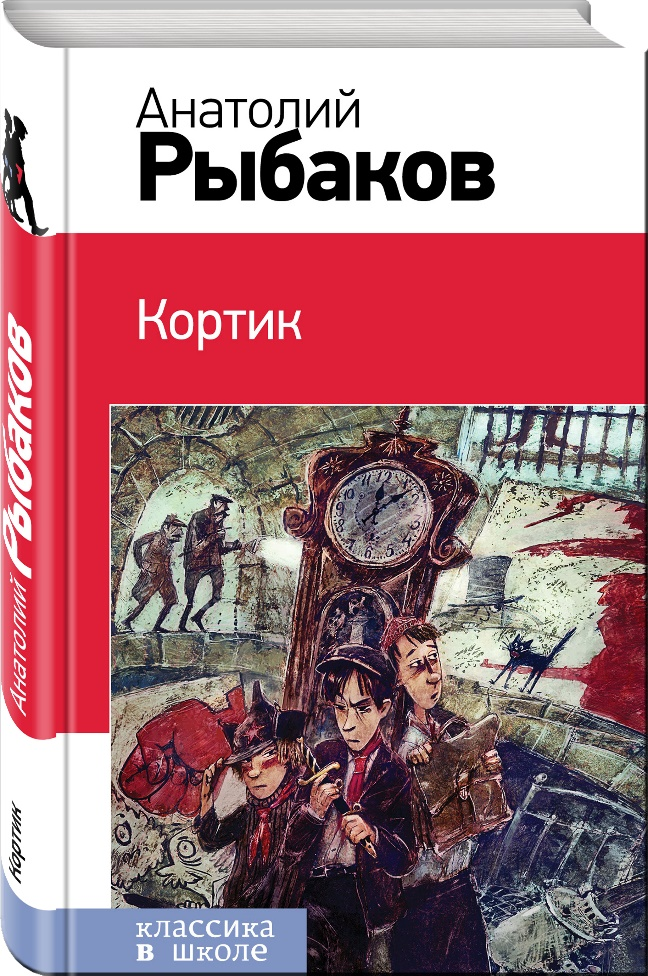 Анатолий
Рыбаков
Кортик
Анатолий Рыбаков
Кортик
классика
в школе